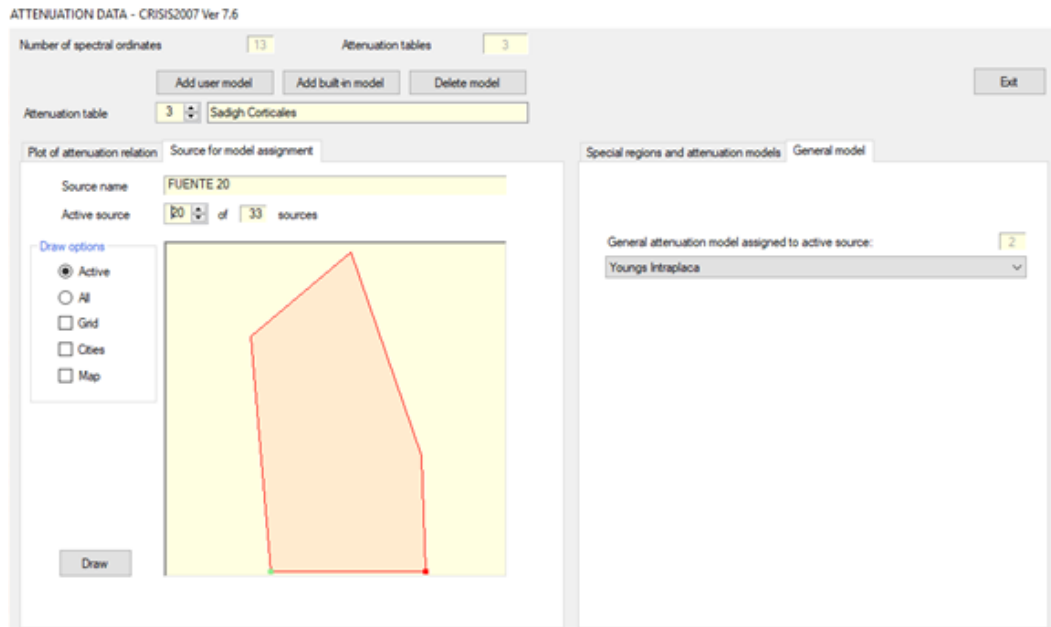 ATTENUATION DATA - CRISIS2007 Ver 7.6
Number of spectral ordinates 13 Attenuation tables 3
Add user model Add built-in model Delete model Exit
Attenuation table 3 Sadigh Corticales
Plot of attenuation relation Source for model assignment Special regions and attenuation models General model
Source name FUENTE 20
Active source 20 of 33 sources
Draw options
General attenuation model assigned to active source: 2
Active
Youngs Intraplaca
All
Grid
Cities
Map
Draw